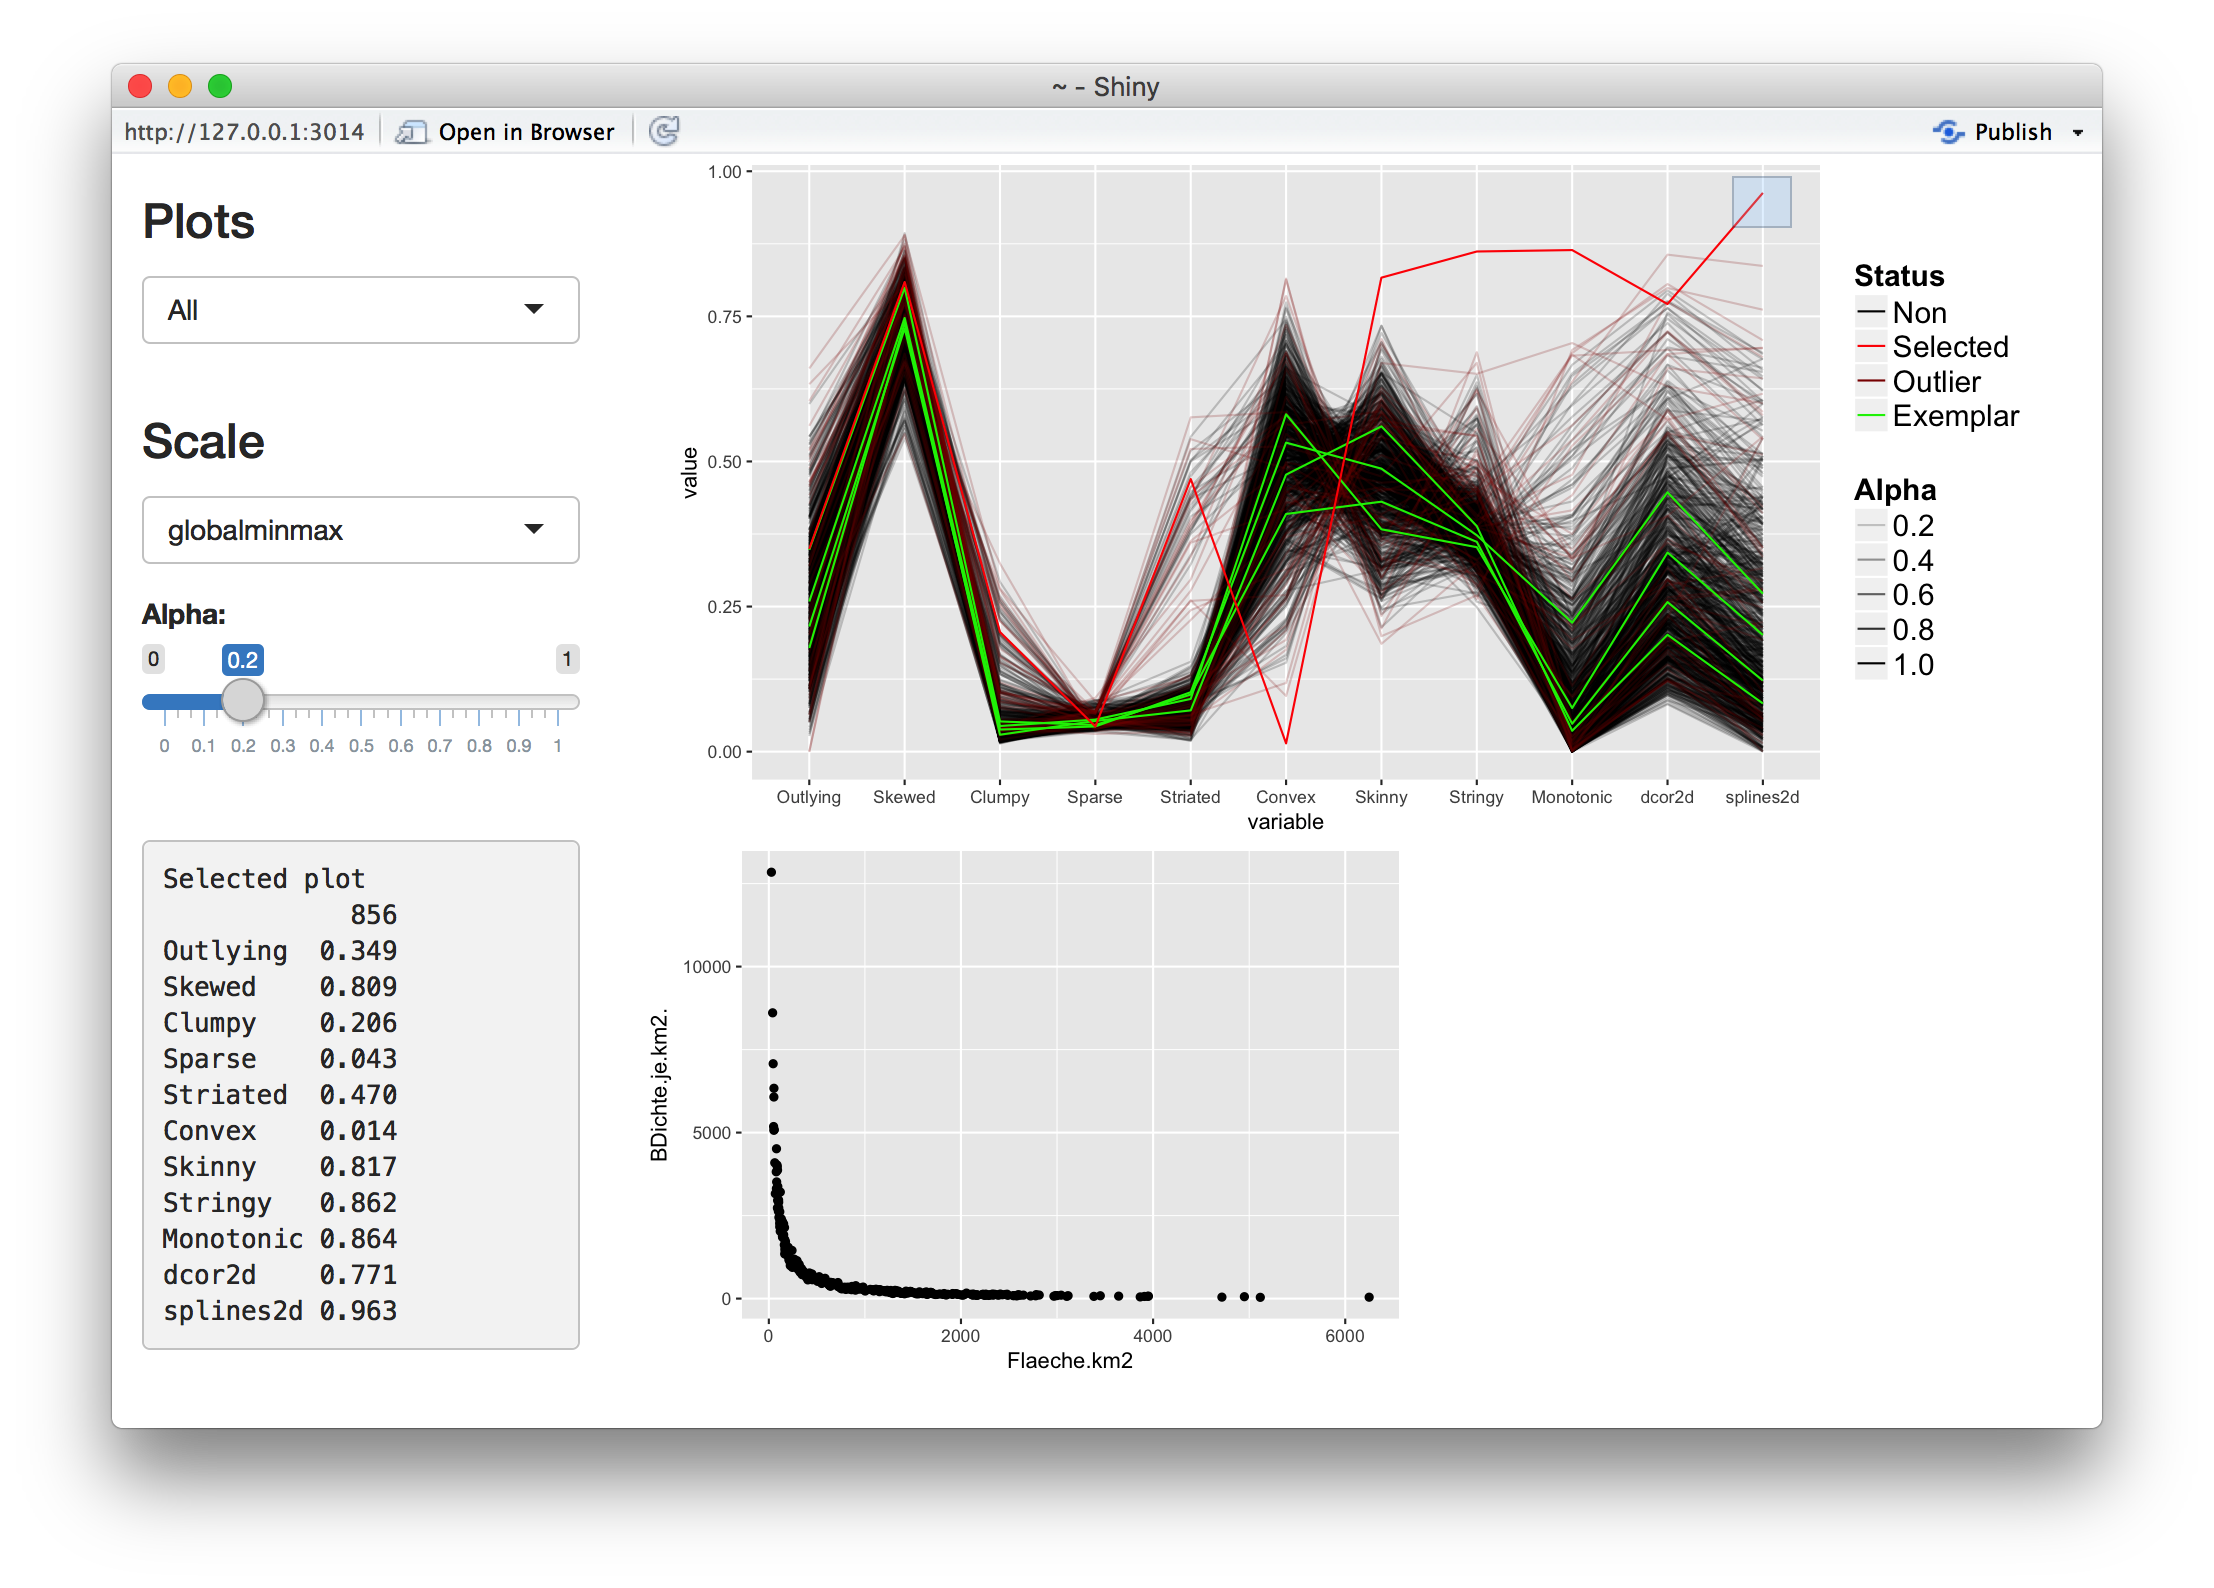 ~ - Shiny
http://127.0.0.1:3014 Open in Browser Publish
Plots
All
Scale
globalminmax
Alpha:
0 0.2 1
0 0.1 0.2 0.3 0.4 0.5 0.6 0.7 0.8 0.9 1
Selected plot
856
Outlying 0.349
Skewed 0.809
Clumpy 0.206
Sparse 0.043
Striated 0.470
Convex 0.014
Skinny 0.817
Stringy 0.862
Monotonic 0.864
dcor2d 0.771
splines2d 0.963
1.00
0.75
0.50
0.25
0.00
value
Outlying Skewed Clumpy Sparse Striated Convex Skinny Stringy Monotonic dcor2d splines2d
variable
Status
Non
Selected
Outlier
Exemplar
Alpha
0.2
0.4
0.6
0.8
1.0
10000
5000
0
BDichte.je.km2.
0 2000 4000 6000
Flaeche.km2